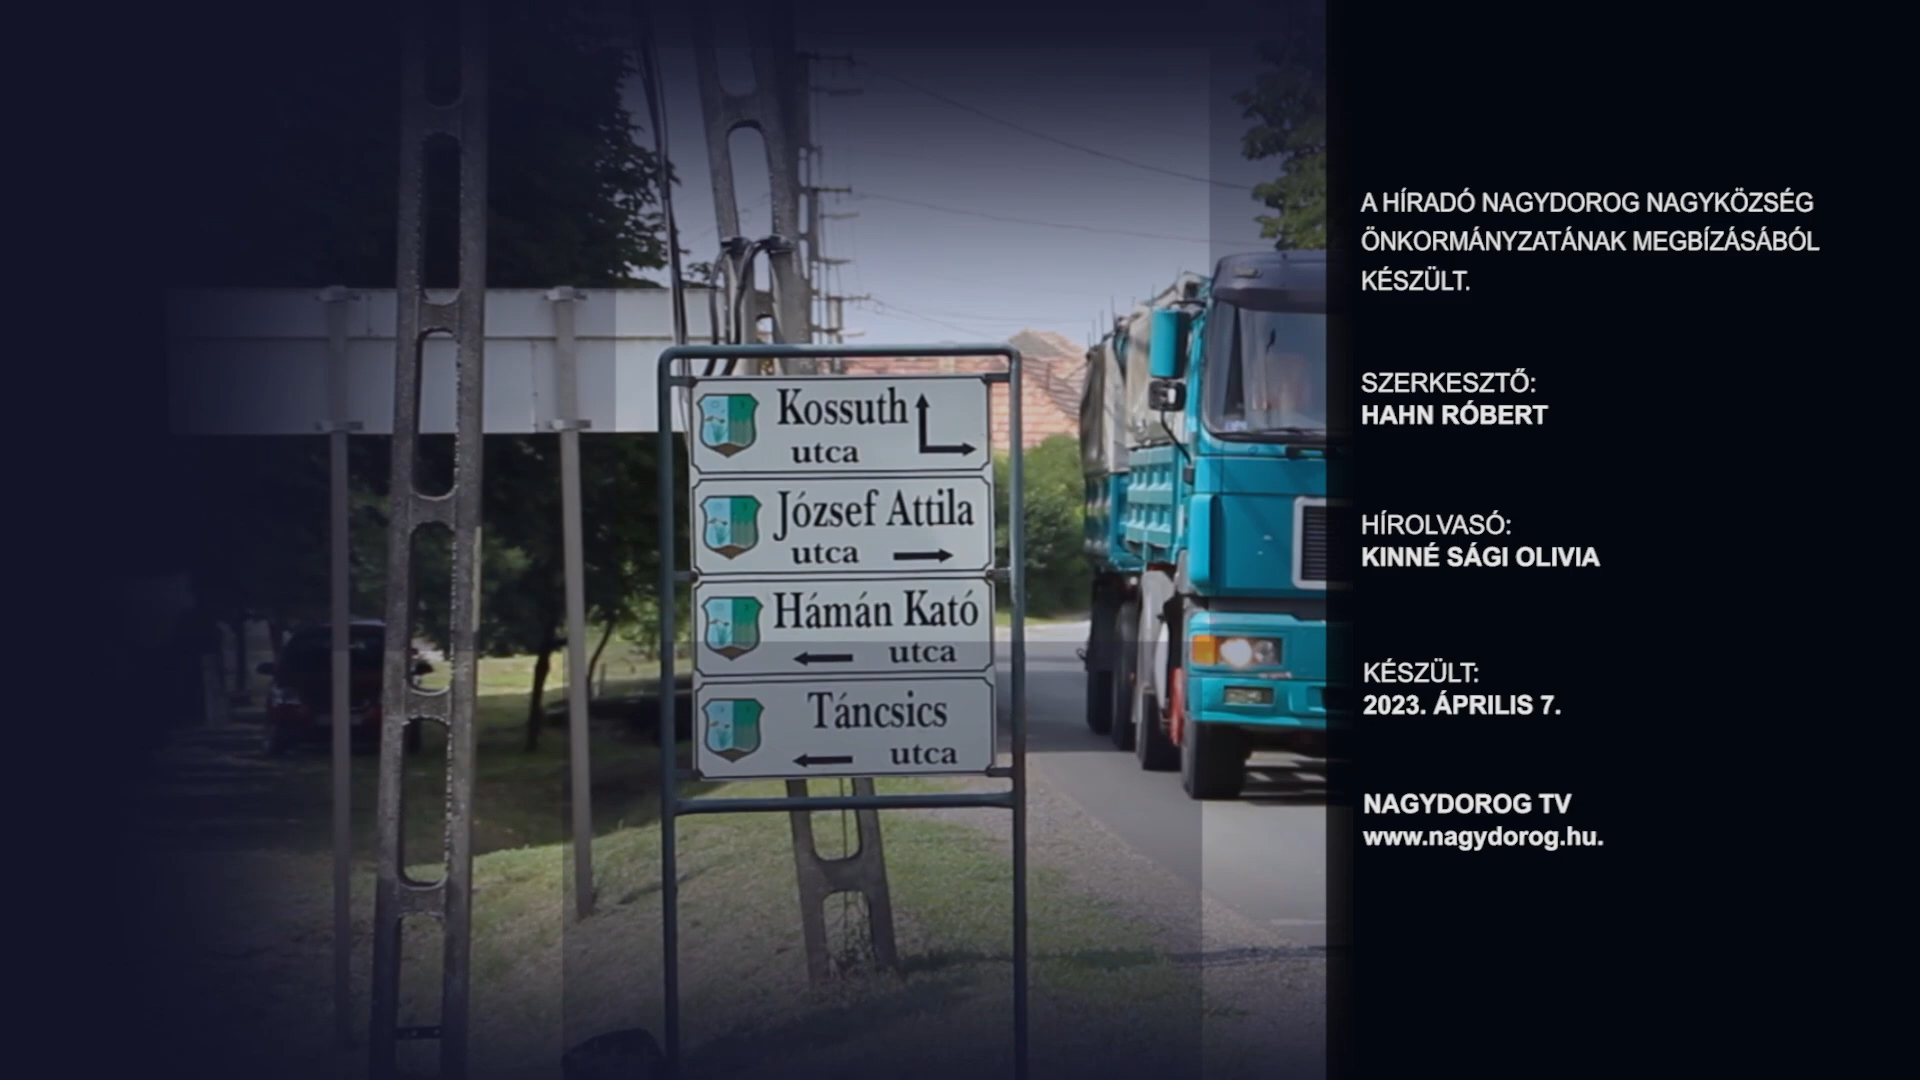 Kossuth
utca
József Attila
utca
Hámán Kató
utca
Táncsics
utca
A HÍRADÓ NAGYDOROG NAGYKÖZSÉG
ÖNKORMÁNYZATÁNAK MEGBÍZÁSÁBÓL
KÉSZÜLT.
SZERKESZTŐ:
HAHN RÓBERT
HÍROLVASÓ:
KINNÉ SÁGI OLIVIA
KÉSZÜLT:
2023. ÁPRILIS 7.
NAGYDOROG TV
www.nagydorog.hu.